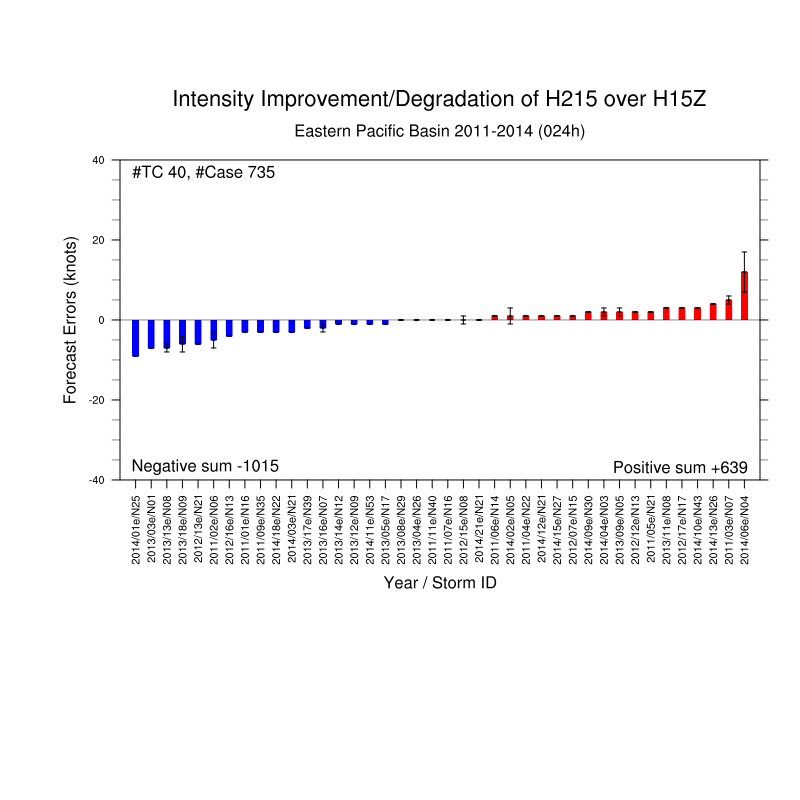 Intensity Improvement/Degradation of H215 over H15Z
Eastern Pacific Basin 2011-2014 (024h)
#TC 40, #Case 735
40
20
0
-20
-40
Forecast Errors (knots)
Negative sum -1015
Positive sum +639
2014/01e/N25
2013/03e/N01
2013/13e/N08
2013/18e/N09
2012/13e/N21
2011/02e/N06
2012/16e/N13
2011/01e/N16
2011/09e/N35
2014/18e/N22
2014/03e/N21
2013/17e/N39
2013/16e/N07
2013/14e/N12
2013/12e/N09
2014/11e/N53
2013/05e/N17
2013/08e/N29
2013/04e/N26
2011/11e/N40
2011/07e/N16
2012/15e/N08
2014/21e/N21
2011/06e/N14
2014/02e/N05
2011/04e/N22
2014/12e/N21
2014/15e/N27
2012/07e/N15
2014/09e/N30
2014/04e/N03
2013/09e/N05
2012/12e/N13
2011/05e/N21
2013/11e/N08
2012/17e/N17
2014/10e/N43
2014/13e/N26
2011/03e/N07
2014/06e/N04
Year / Storm ID